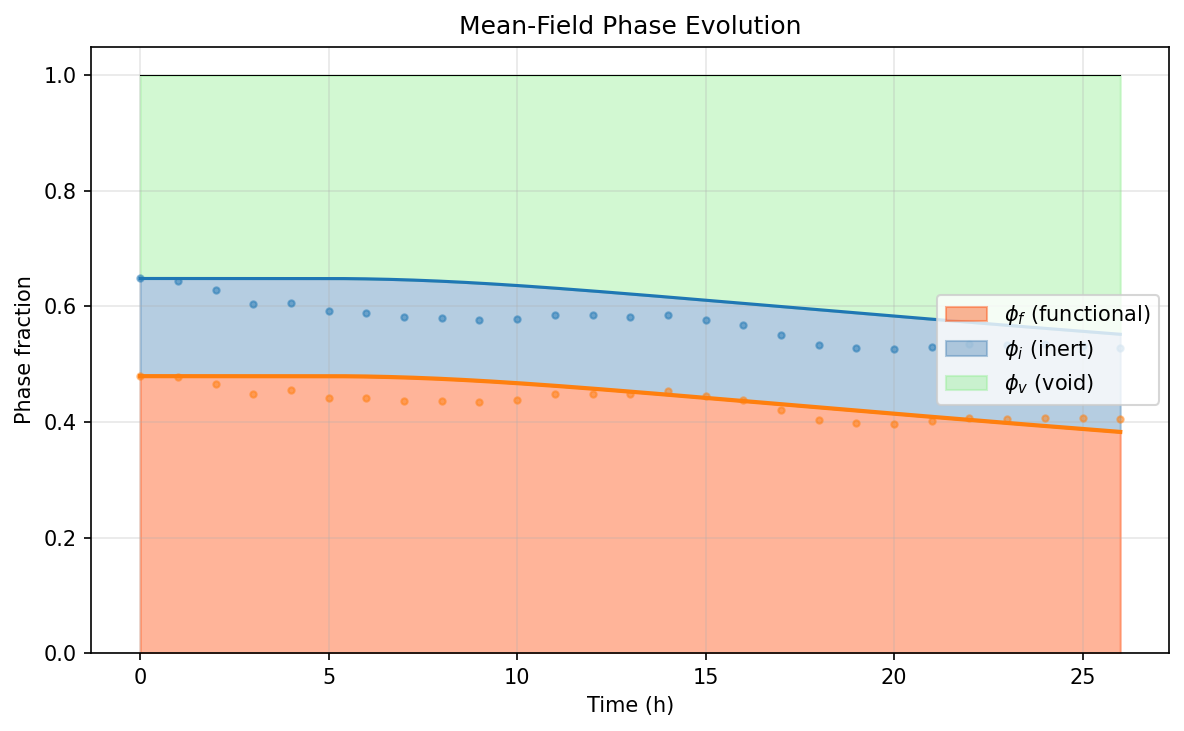 Mean-Field Phase Evolution
Phase fraction
1.0
0.8
0.6
0.4
0.2
0.0
ϕf (functional)
ϕi (inert)
ϕv (void)
0 5 10 15 20 25
Time (h)